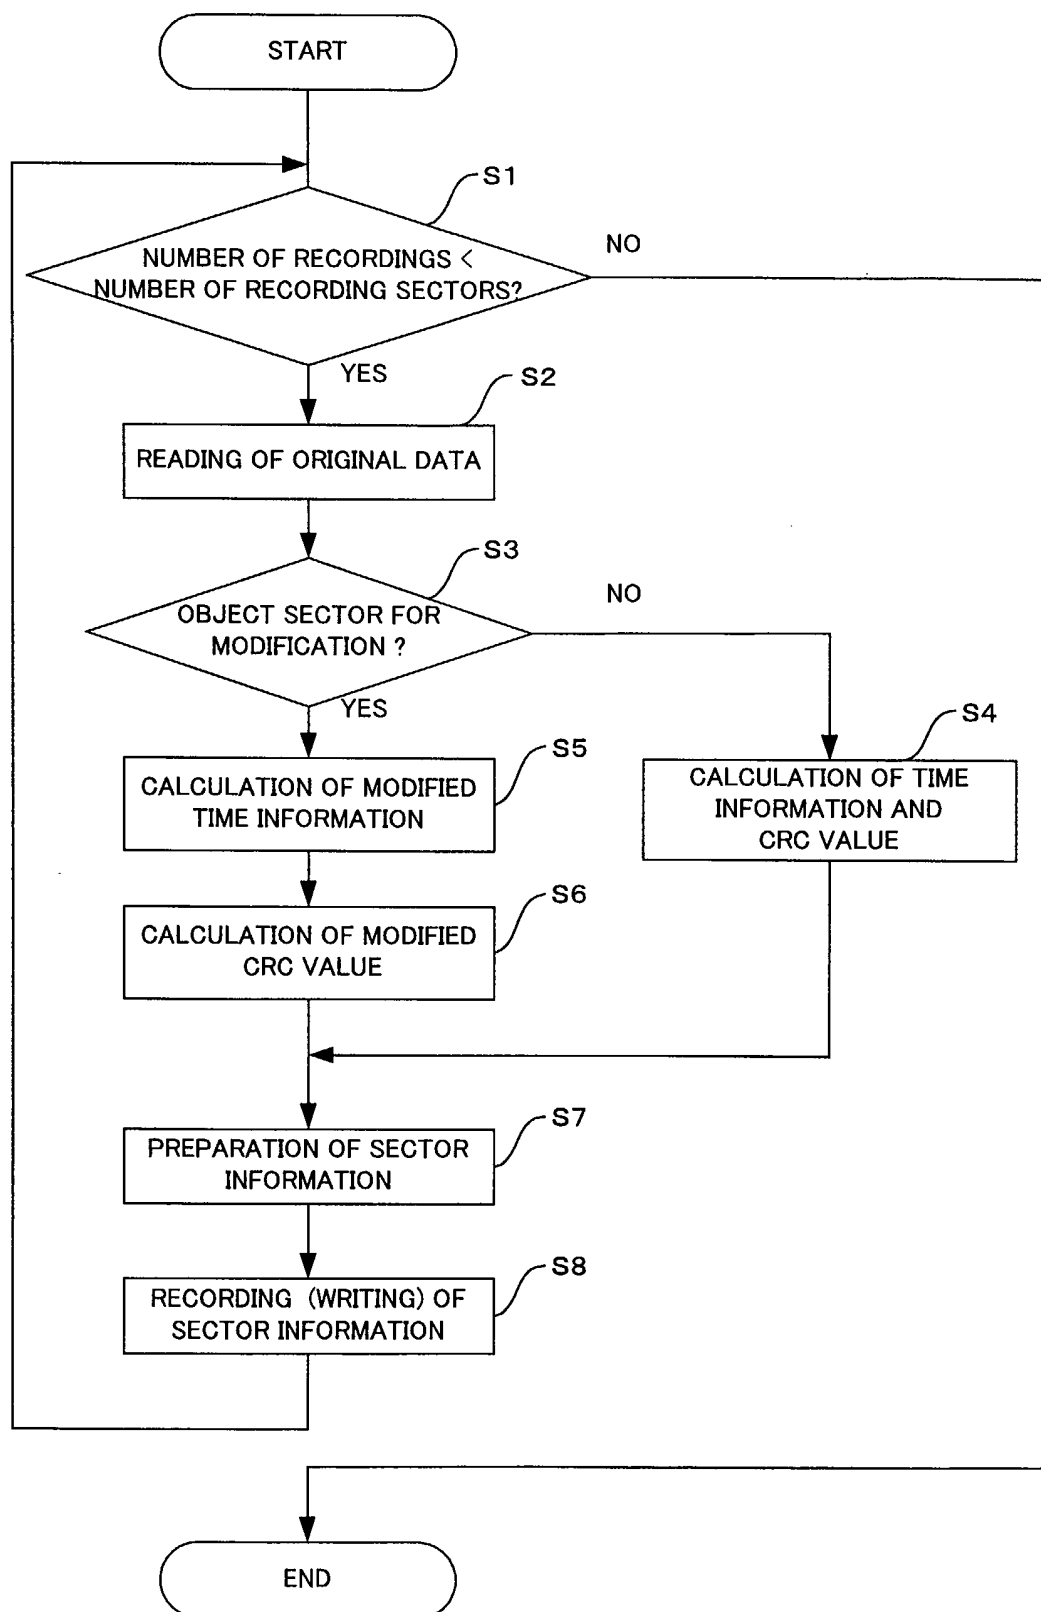 START
S1
NUMBER OF RECORDINGS <
NUMBER OF RECORDING SECTORS?
NO
YES
S2
READING OF ORIGINAL DATA
S3
OBJECT SECTOR FOR
MODIFICATION ?
NO
YES
S4
CALCULATION OF TIME
INFORMATION AND
CRC VALUE
S5
CALCULATION OF MODIFIED
TIME INFORMATION
S6
CALCULATION OF MODIFIED
CRC VALUE
S7
PREPARATION OF SECTOR
INFORMATION
S8
RECORDING (WRITING) OF
SECTOR INFORMATION
END